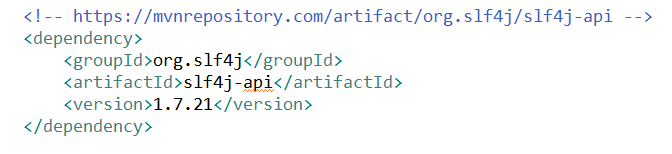 <!-- https://mvnrepository.com/artifact/org.slf4j/slf4j-api -->
<dependency>
    <groupId>org.slf4j</groupId>
    <artifactId>slf4j-api</artifactId>
    <version>1.7.21</version>
</dependency>